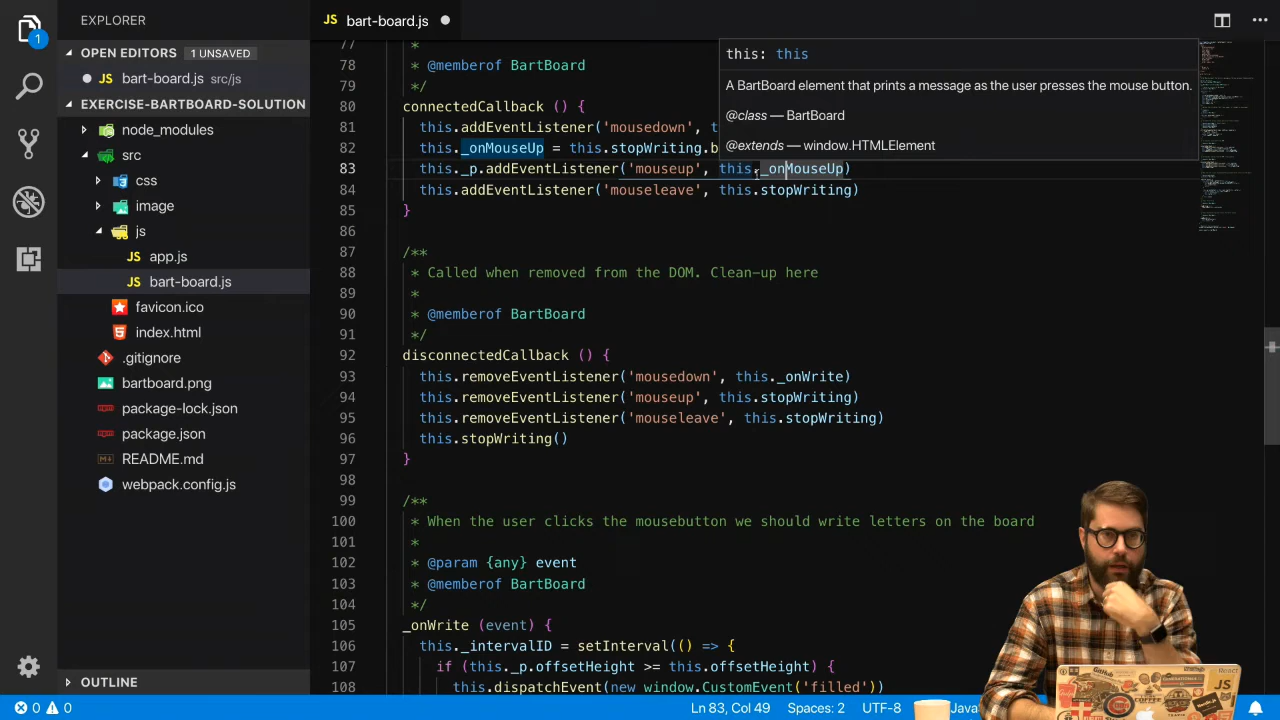 EXPLORER
JS bart-board.js
OPEN EDITORS 1 UNSAVED
JS bart-board.js src/js
EXERCISE-BARTBOARD-SOLUTION
node_modules
src
css
image
js
JS app.js
JS bart-board.js
favicon.ico
index.html
.gitignore
bartboard.png
package-lock.json
package.json
README.md
webpack.config.js
OUTLINE
1
this: this
A BartBoard element that prints a message as the user presses the mouse button.
@class — BartBoard
@extends — window.HTMLElement
77 *
78 * @memberof BartBoard
79 */
80 connectedCallback () {
81 this.addEventListener('mousedown',
82 this._onMouseUp = this.stopWriting.b
83 this._p.addEventListener('mouseup', this._onMouseUp)
84 this.addEventListener('mouseleave', this.stopWriting)
85 }
86
87 /**
88 * Called when removed from the DOM. Clean-up here
89 *
90 * @memberof BartBoard
91 */
92 disconnectedCallback () {
93 this.removeEventListener('mousedown', this._onWrite)
94 this.removeEventListener('mouseup', this.stopWriting)
95 this.removeEventListener('mouseleave', this.stopWriting)
96 this.stopWriting()
97 }
98
99 /**
100 * When the user clicks the mousebutton we should write letters on the board
101 *
102 * @param {any} event
103 * @memberof BartBoard
104 */
105 _onWrite (event) {
106 this._intervalID = setInterval(() => {
107 if (this._p.offsetHeight >= this.offsetHeight) {
108 this.dispatchEvent(new window.CustomEvent('filled'))
0 0 Ln 83, Col 49 Spaces: 2 UTF-8